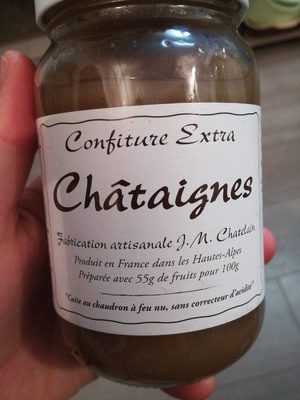 Confiture Extra
Châtaignes
Fabrication artisanale J.-M. Chatelain
Produit en France dans les Hautes-Alpes
Préparée avec 55g de fruits pour 100g
"Cuite au chaudron à feu nu, sans correcteur d'acidité"